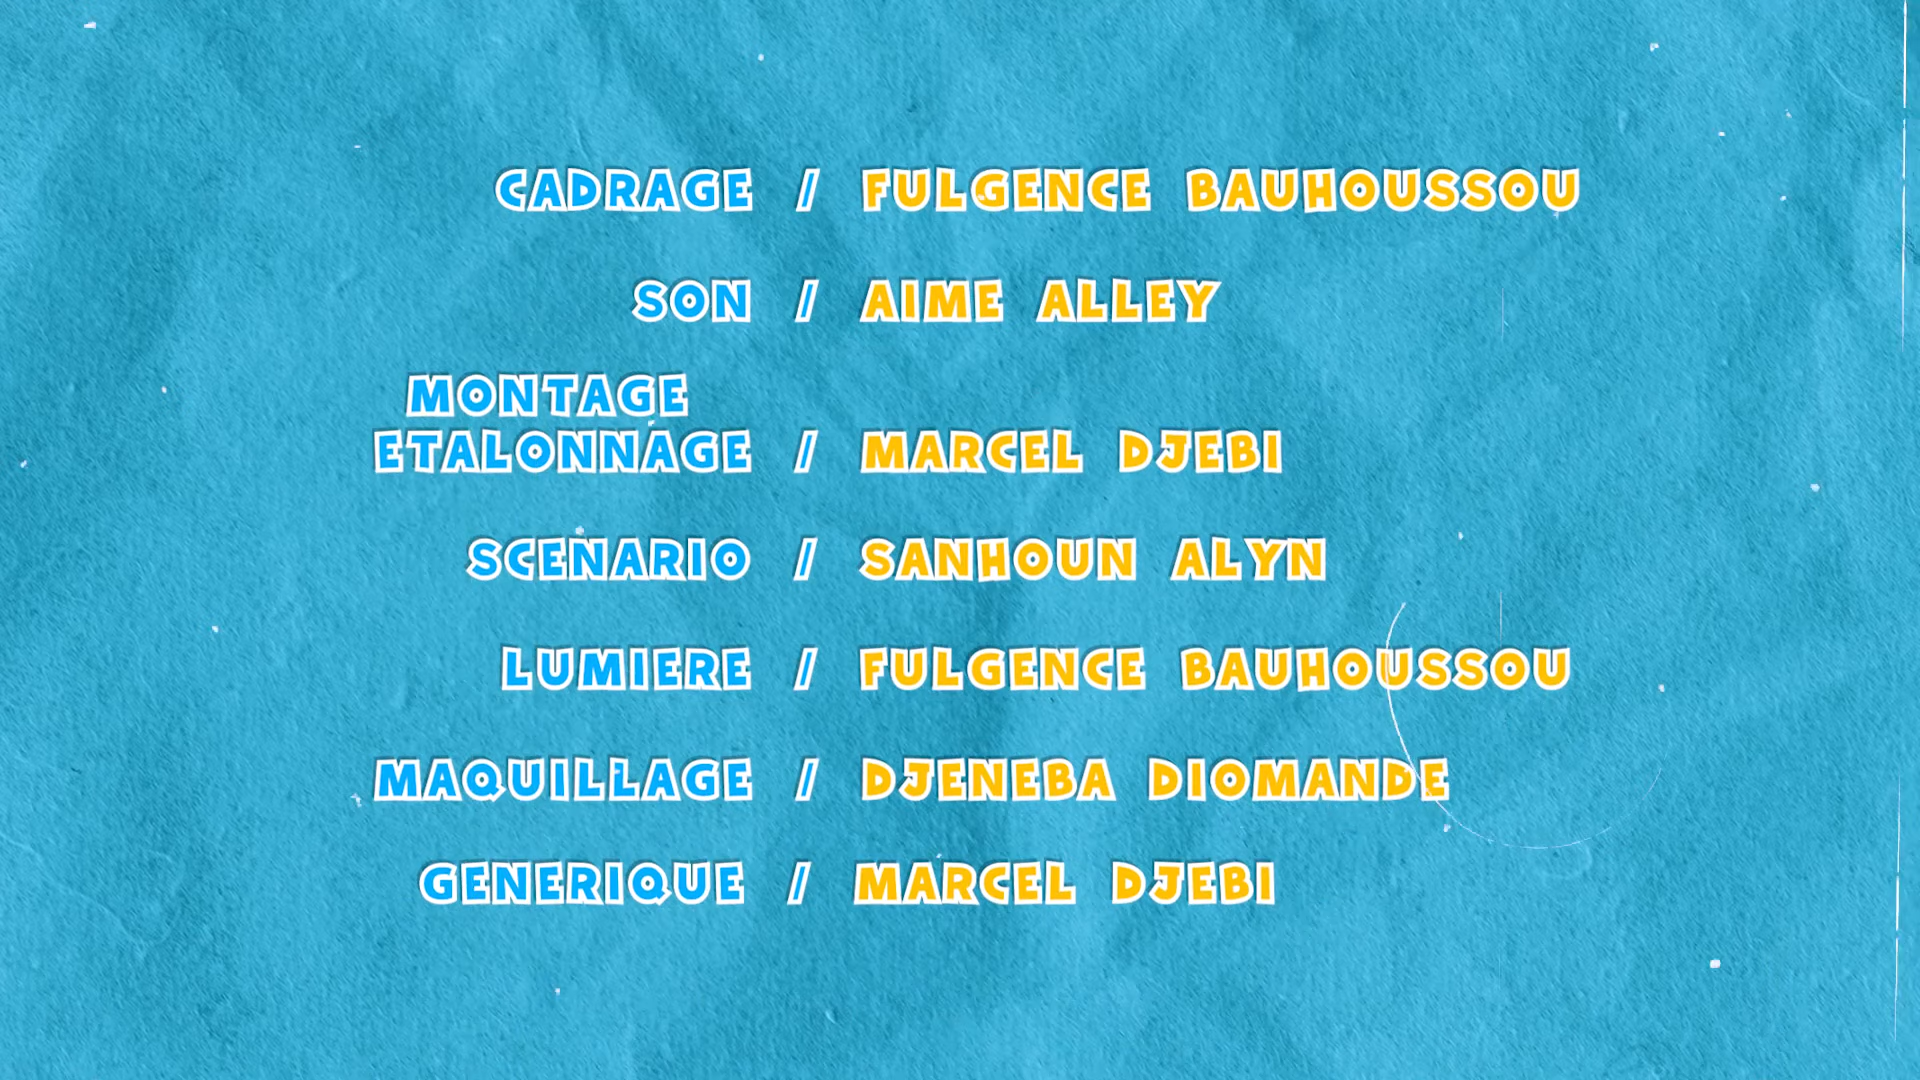 CADRAGE / FULGENCE BAUHOUSSOU
SON / AIME ALLEY
MONTAGE
ETALONNAGE / MARCEL DJEBI
SCENARIO / SANHOUN ALYN
LUMIERE / FULGENCE BAUHOUSSOU
MAQUILLAGE / DJENEBA DIOMANDE
GENERIQUE / MARCEL DJEBI